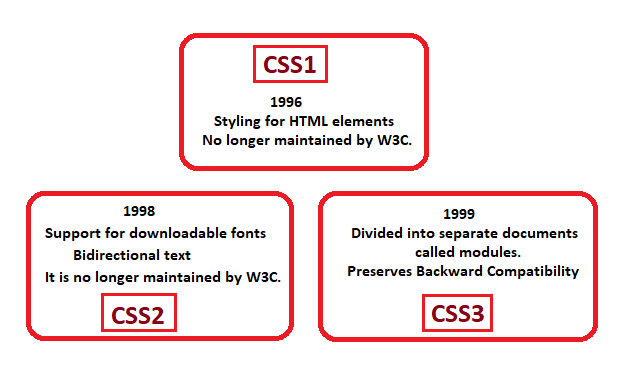 CSS1
1996
Styling for HTML elements
No longer maintained by W3C.
1998
Support for downloadable fonts
Bidirectional text
It is no longer maintained by W3C.
CSS2
1999
Divided into separate documents
called modules.
Preserves Backward Compatibility
CSS3